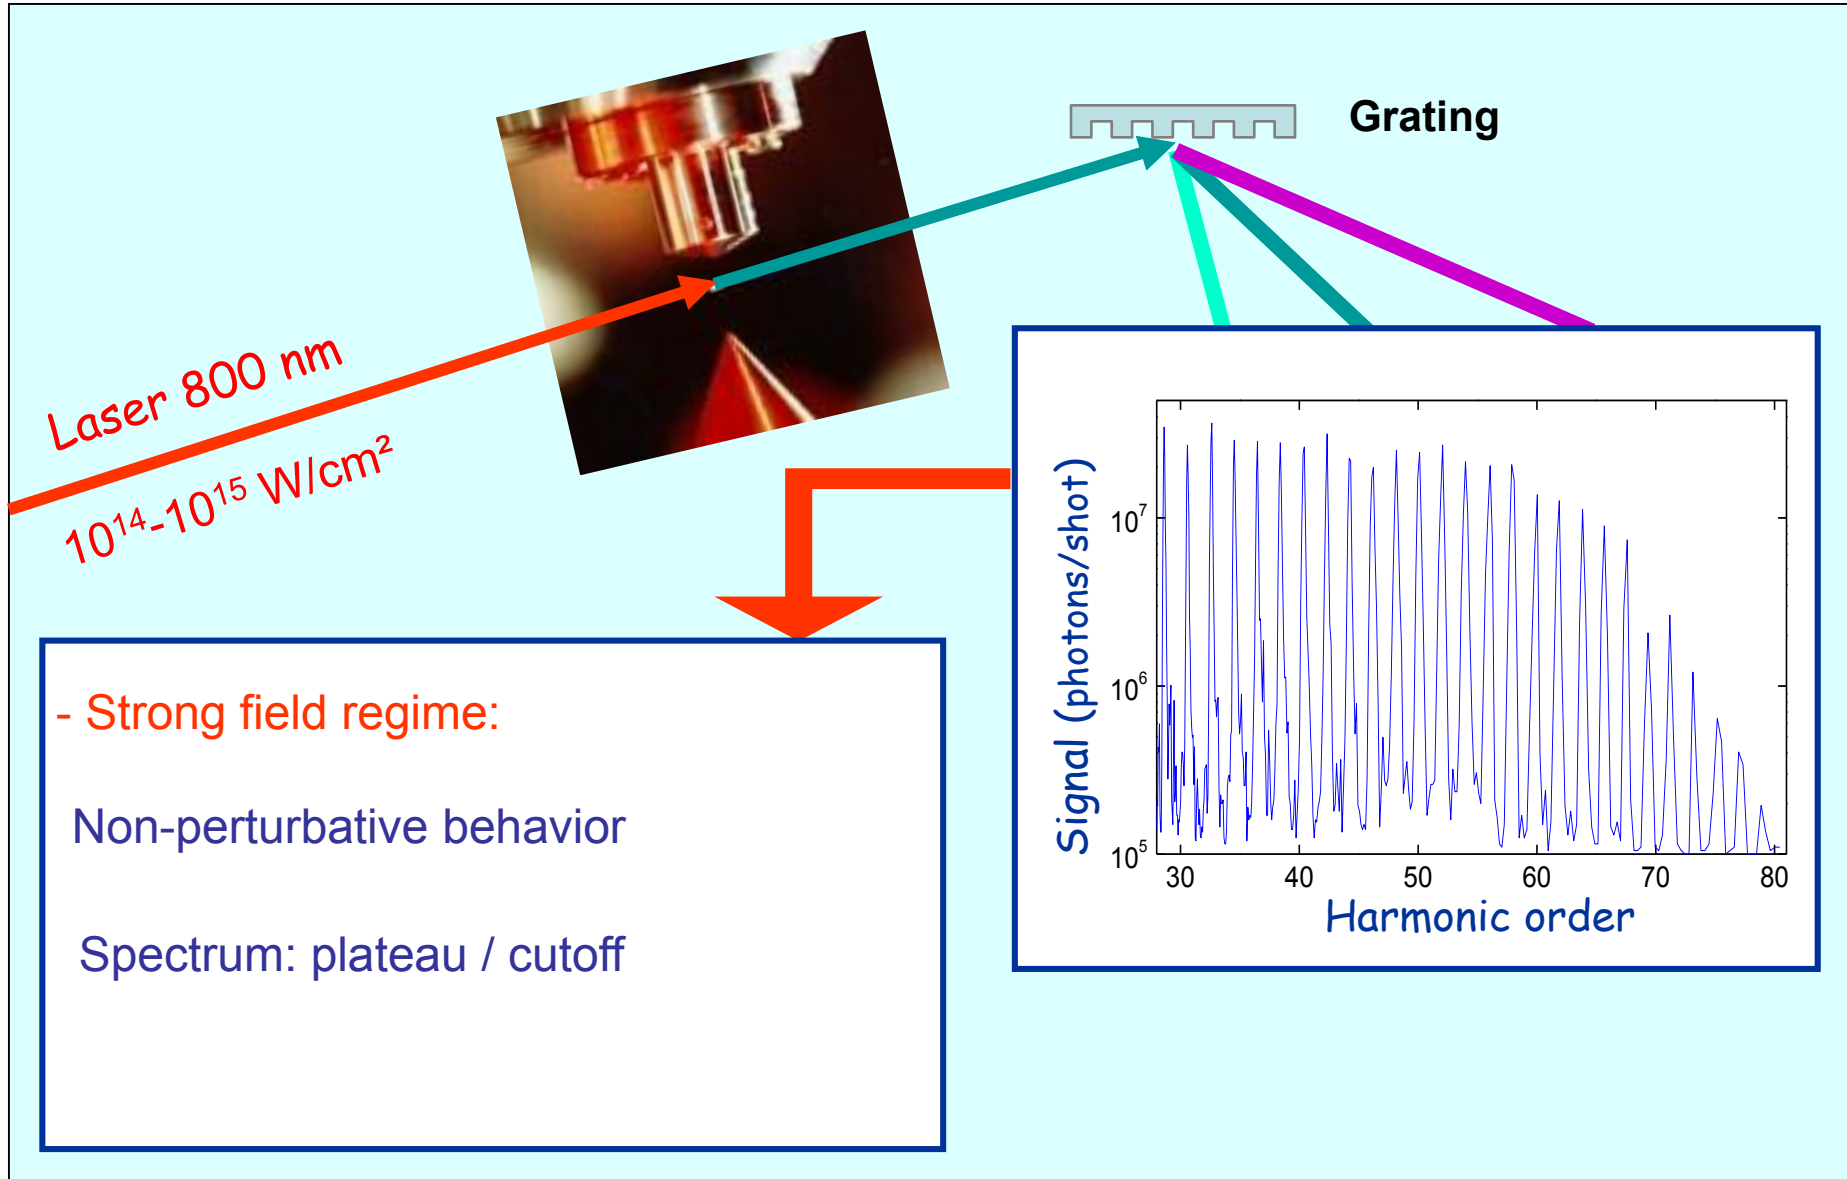 Grating
Laser 800 nm
10¹⁴-10¹⁵ W/cm²
- Strong field regime:
Non-perturbative behavior
Spectrum: plateau / cutoff
Signal (photons/shot)
10⁷
10⁶
10⁵
30 40 50 60 70 80
Harmonic order